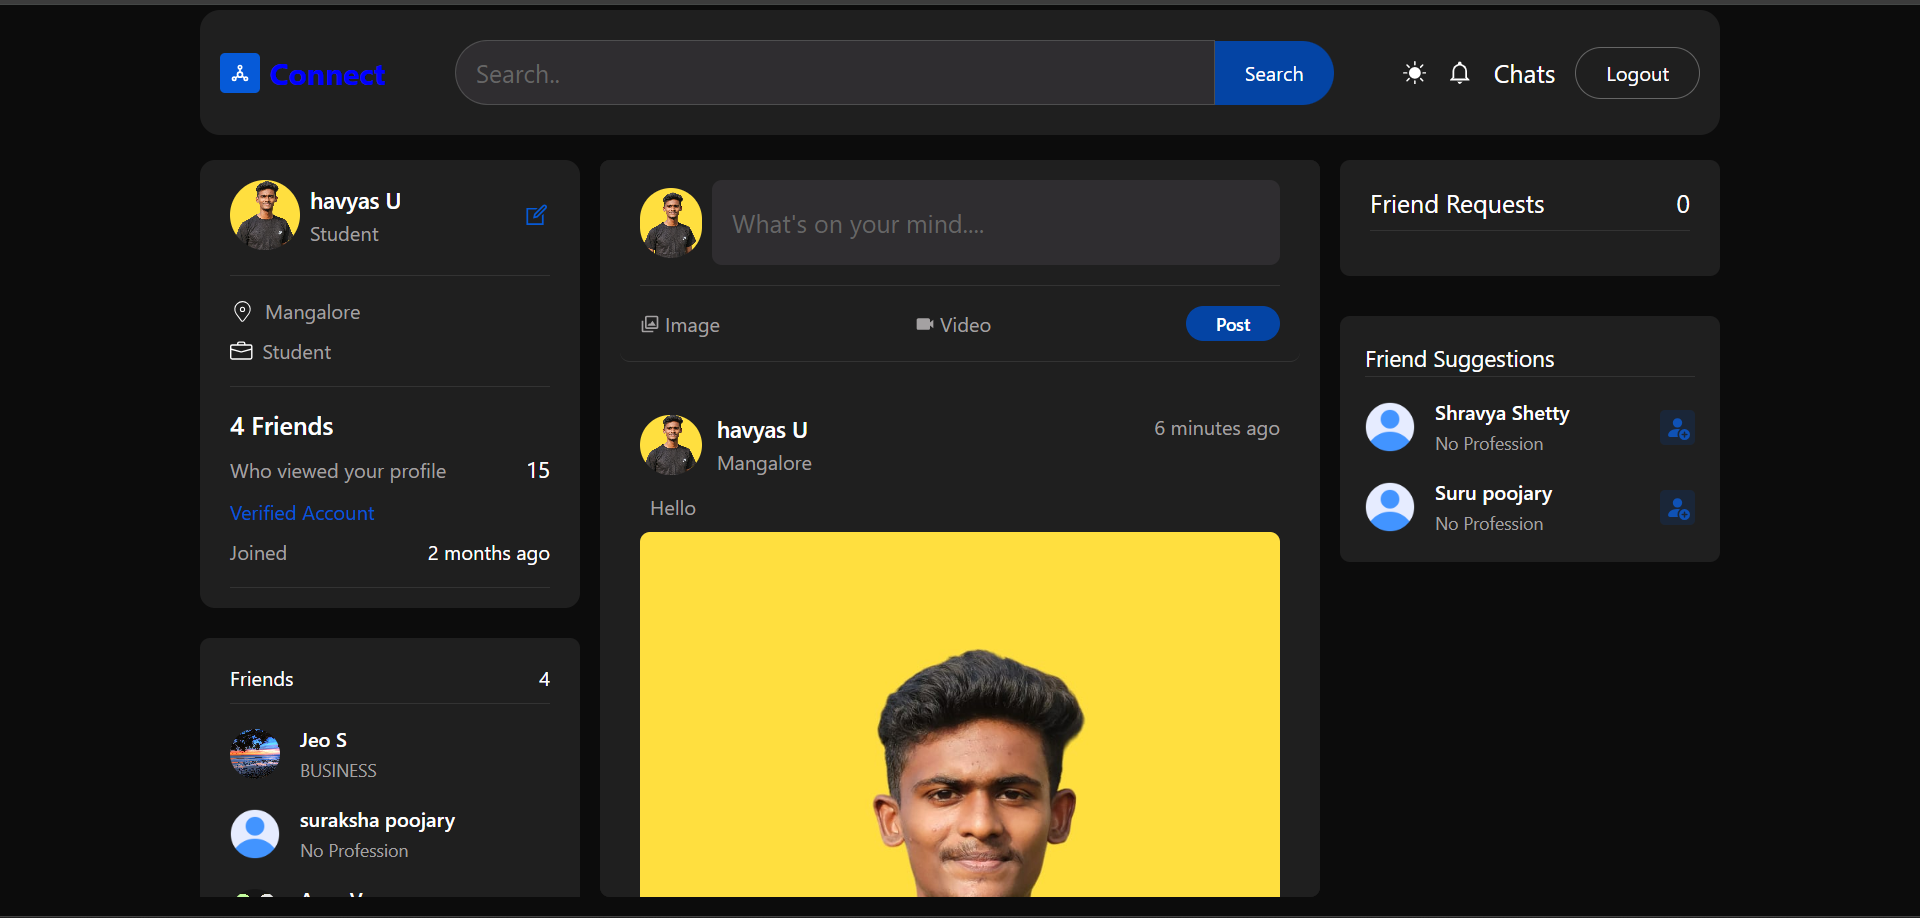 Connect
Search..
Search
Chats
Logout
havyas U
Student
Mangalore
Student
4 Friends
Who viewed your profile 15
Verified Account
Joined 2 months ago
Friends 4
Jeo S
BUSINESS
suraksha poojary
No Profession
What's on your mind....
Image
Video
Post
havyas U
6 minutes ago
Mangalore
Hello
Friend Requests 0
Friend Suggestions
Shravya Shetty
No Profession
Suru poojary
No Profession